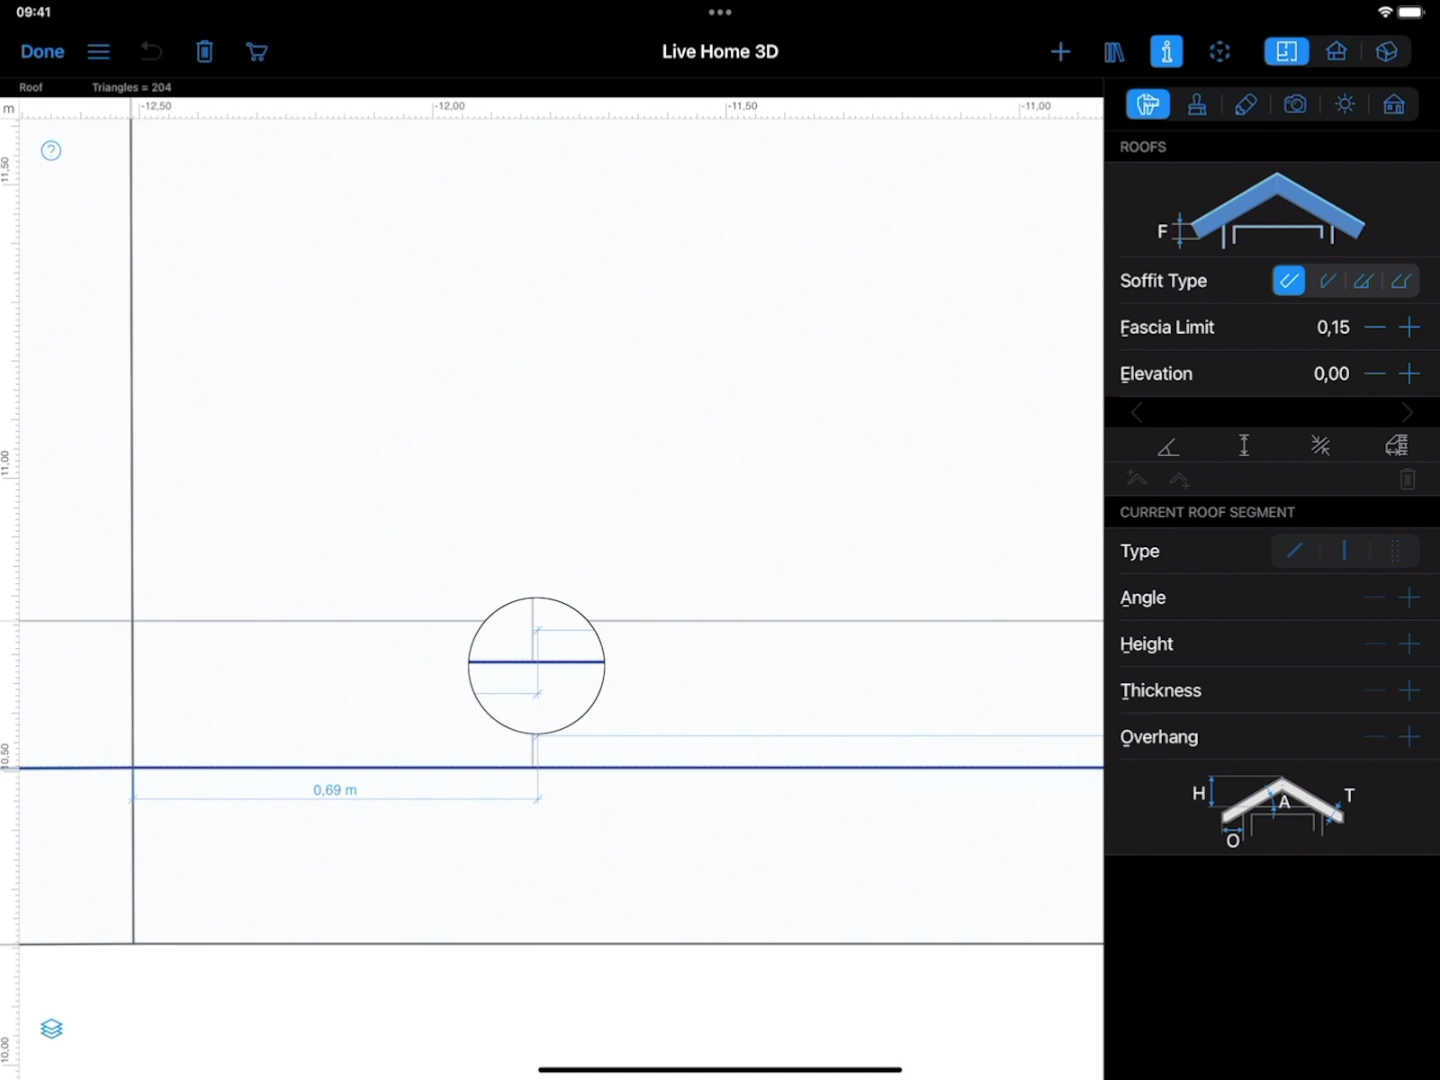 09:41
Done
Live Home 3D
Roof Triangles = 204
m
-12,50 -12,00 -11,50 -11,00
11,50
11,00
10,50
10,00
0,69 m
ROOFS
F
Soffit Type
Fascia Limit 0,15
Elevation 0,00
CURRENT ROOF SEGMENT
Type
Angle
Height
Thickness
Overhang
H A T
O